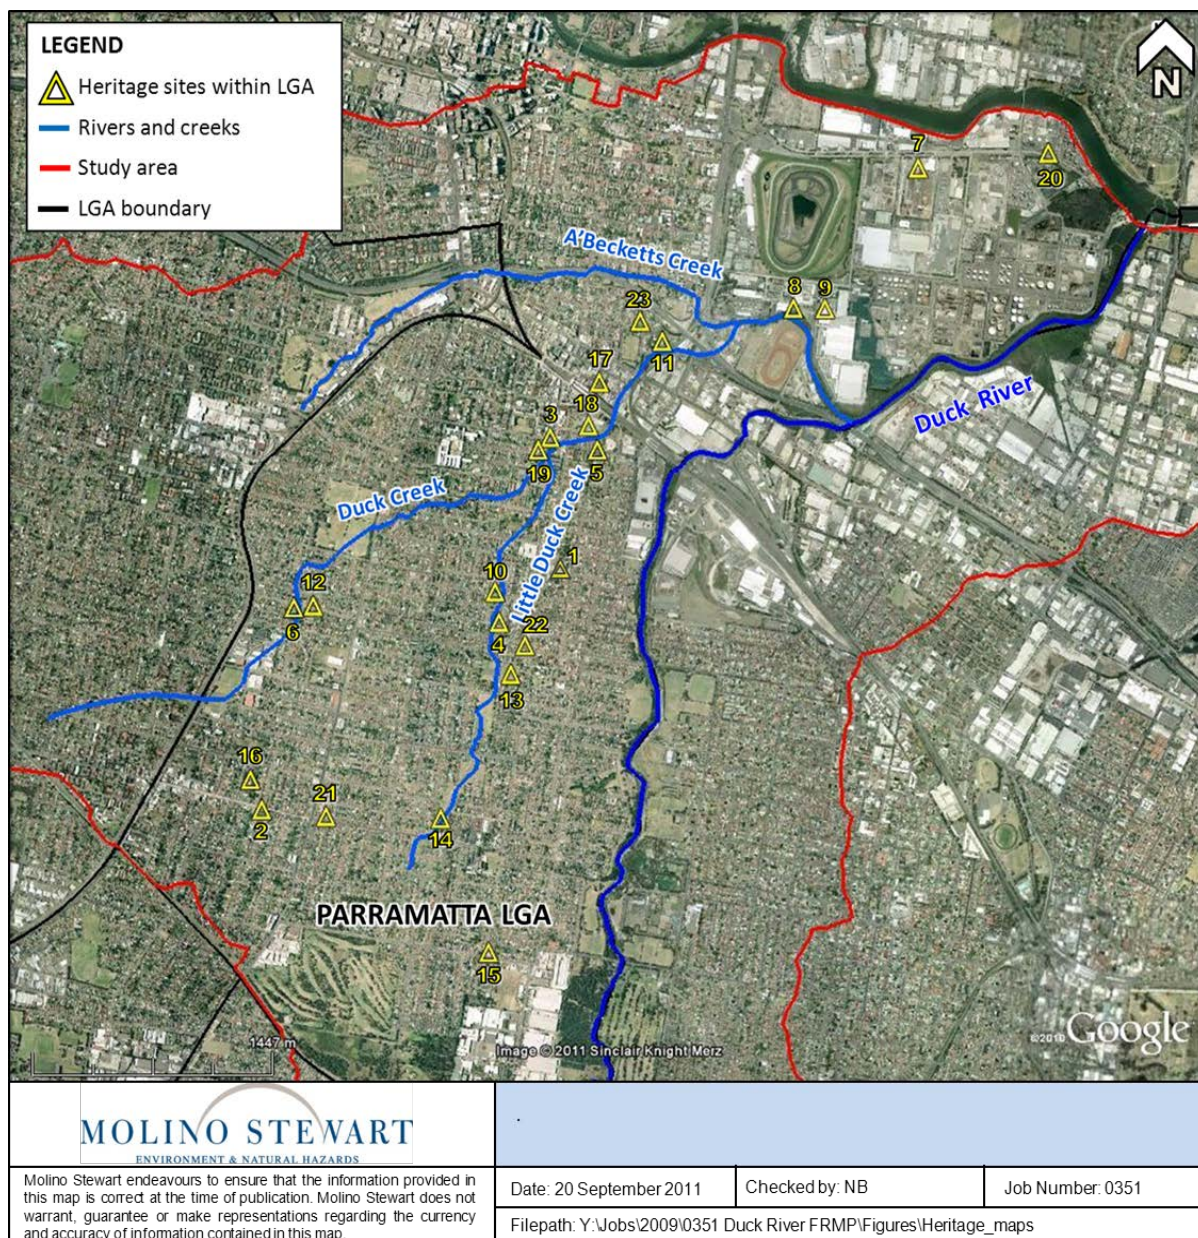 LEGEND
Heritage sites within LGA
Rivers and creeks
Study area
LGA boundary
N
7
20
A'Becketts Creek
8
9
23
11
17
18
3
19
5
Duck River
Duck Creek
Little Duck Creek
1
10
12
6
4
22
13
16
2
21
14
PARRAMATTA LGA
15
1447 m
Image © 2011 Sinclair Knight Merz
©2010 Google
MOLINO STEWART
ENVIRONMENT & NATURAL HAZARDS
.
Molino Stewart endeavours to ensure that the information provided in
this map is correct at the time of publication. Molino Stewart does not
warrant, guarantee or make representations regarding the currency
and accuracy of information contained in this map.
Date: 20 September 2011
Checked by: NB
Job Number: 0351
Filepath: Y:\Jobs\2009\0351 Duck River FRMP\Figures\Heritage_maps